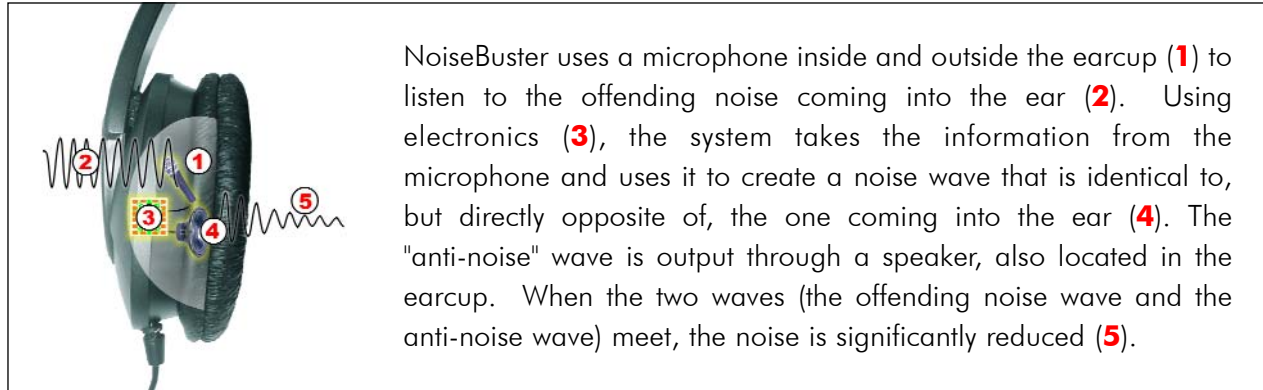 NoiseBuster uses a microphone inside and outside the earcup (1) to
listen to the offending noise coming into the ear (2). Using
electronics (3), the system takes the information from the
microphone and uses it to create a noise wave that is identical to,
but directly opposite of, the one coming into the ear (4). The
"anti-noise" wave is output through a speaker, also located in the
earcup. When the two waves (the offending noise wave and the
anti-noise wave) meet, the noise is significantly reduced (5).
2
1
5
3
4